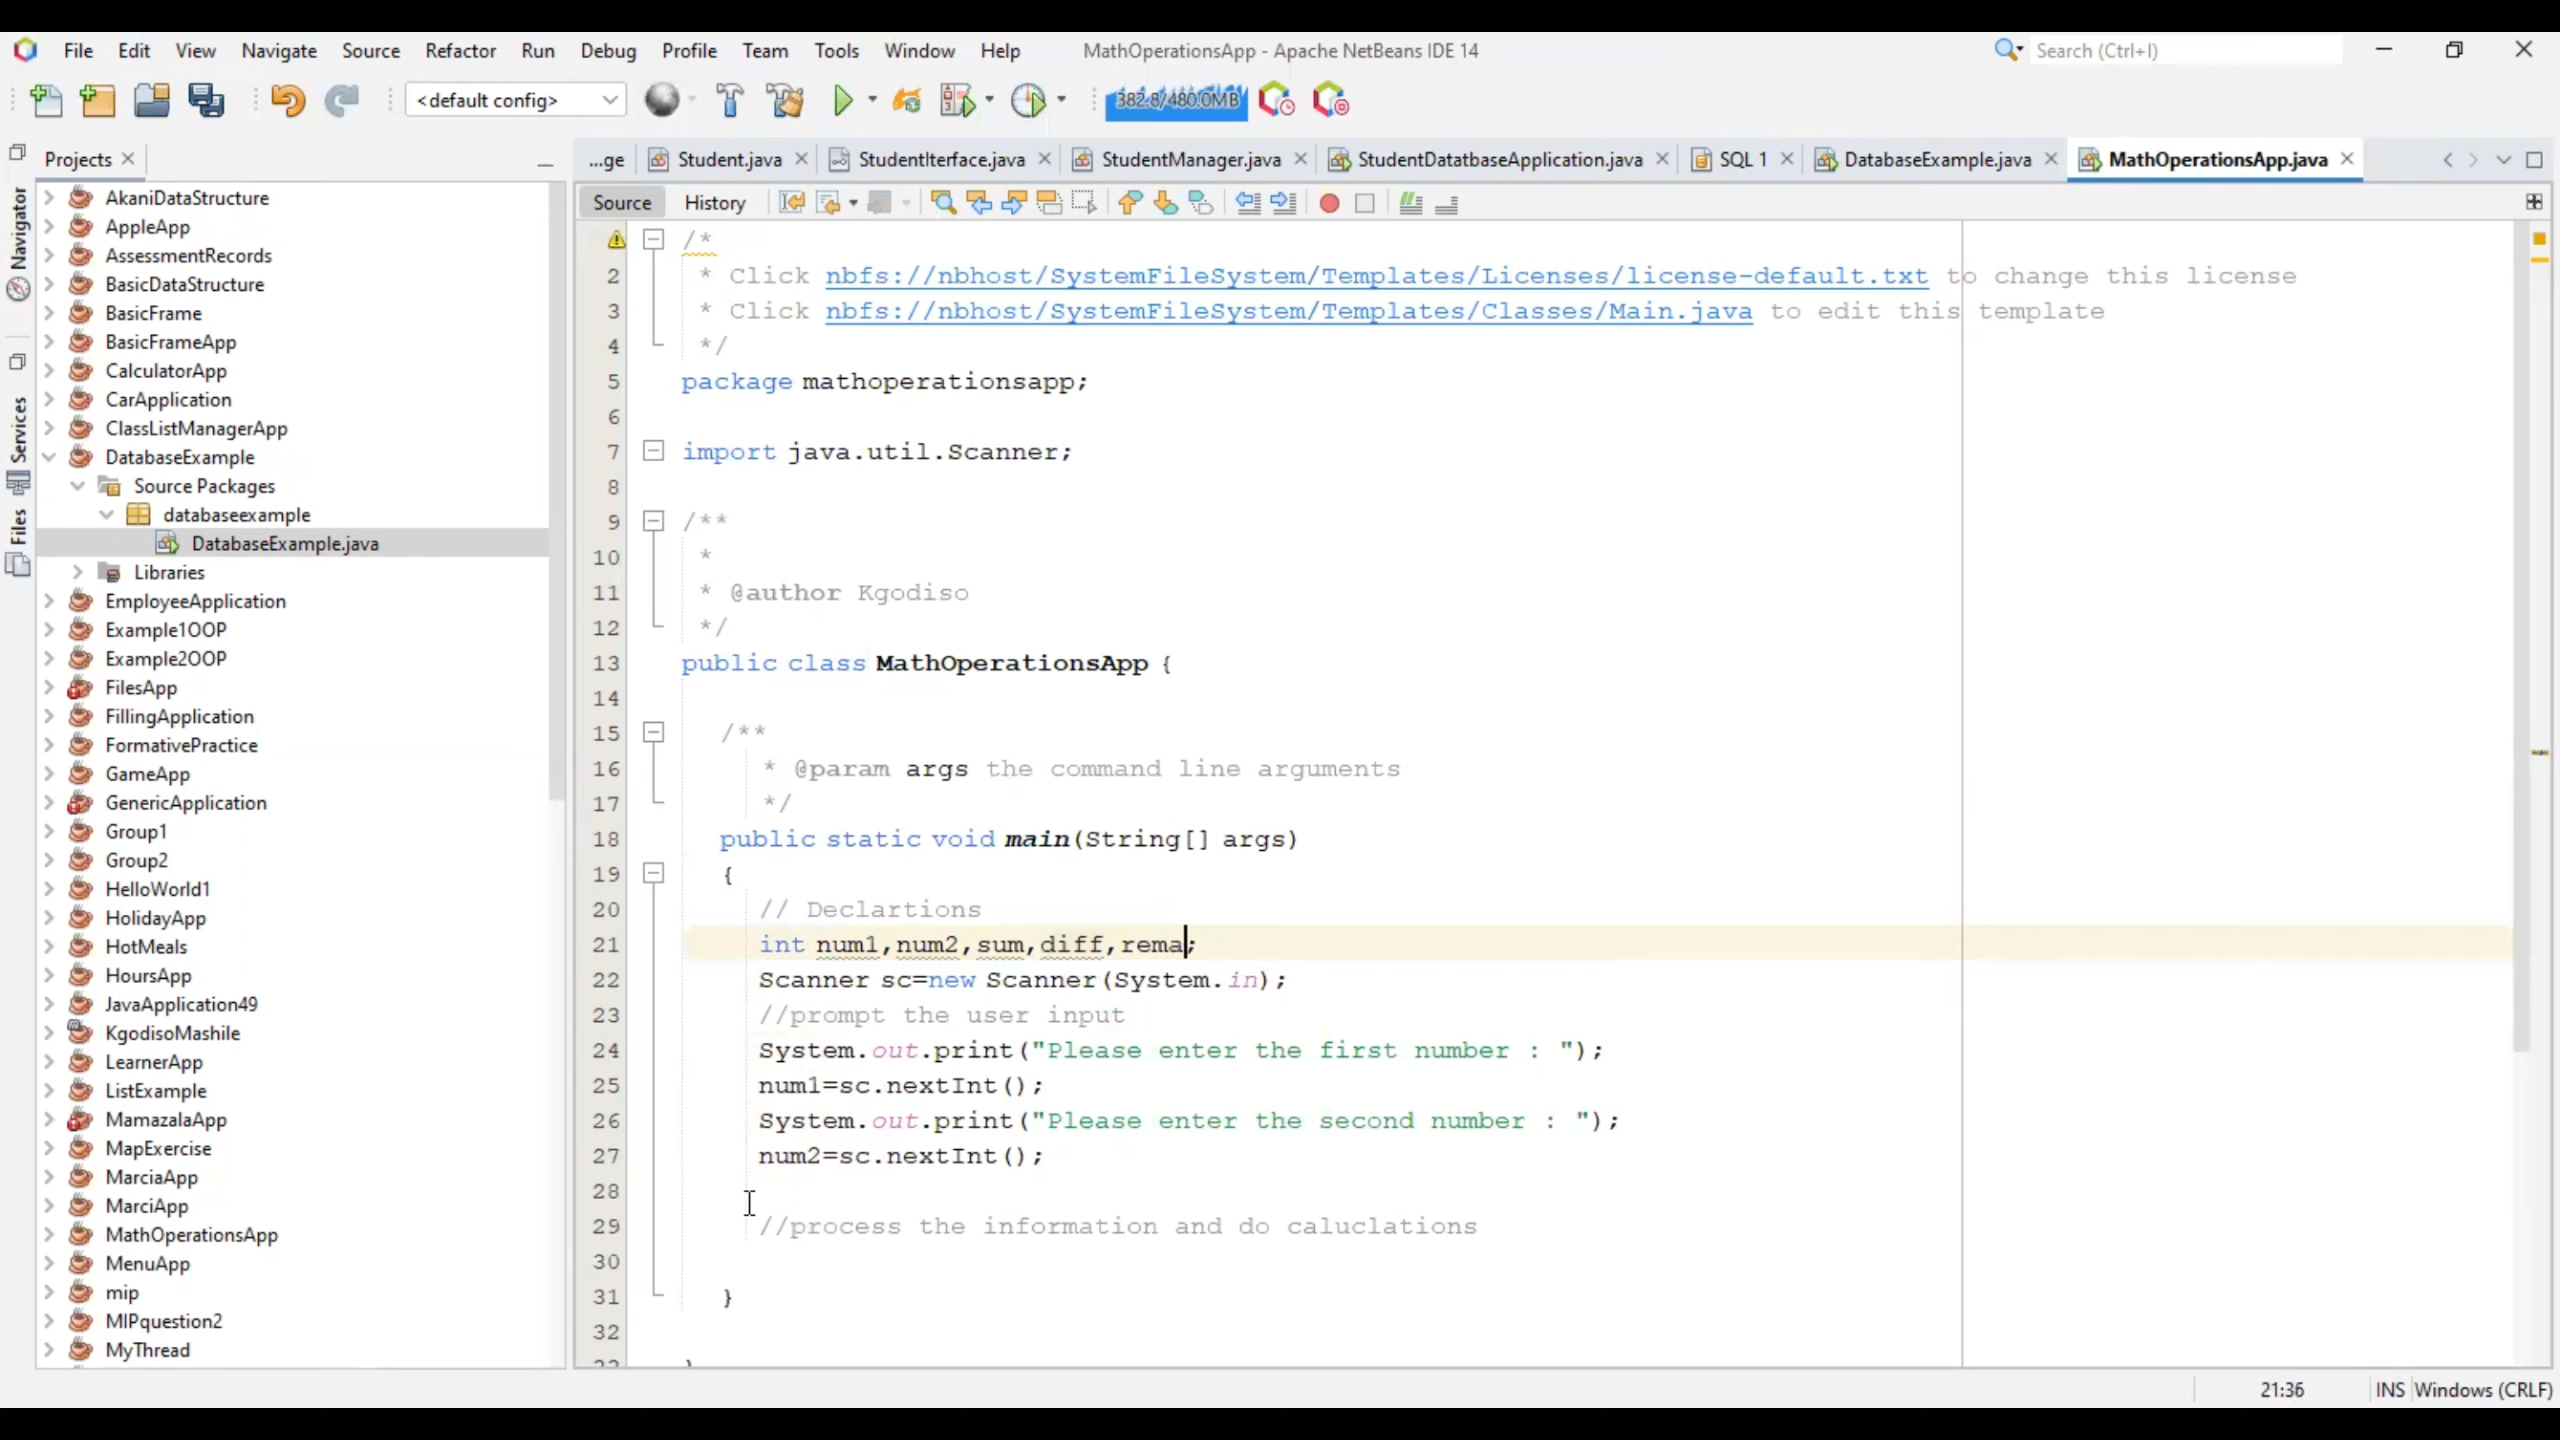 File Edit View Navigate Source Refactor Run Debug Profile Team Tools Window Help MathOperationsApp - Apache NetBeans IDE 14 Search (Ctrl+I)
<default config> 382.8/480.0MB
Projects ...ge Student.java StudentIterface.java StudentManager.java StudentDatatbaseApplication.java SQL 1 DatabaseExample.java MathOperationsApp.java
Source History
Navigator
Services
Files
AkaniDataStructure
AppleApp
AssessmentRecords
BasicDataStructure
BasicFrame
BasicFrameApp
CalculatorApp
CarApplication
ClassListManagerApp
DatabaseExample
Source Packages
databaseexample
DatabaseExample.java
Libraries
EmployeeApplication
Example1OOP
Example2OOP
FilesApp
FillingApplication
FormativePractice
GameApp
GenericApplication
Group1
Group2
HelloWorld1
HolidayApp
HotMeals
HoursApp
JavaApplication49
KgodisoMashile
LearnerApp
ListExample
MamazalaApp
MapExercise
MarciaApp
MarciApp
MathOperationsApp
MenuApp
mip
MIPquestion2
MyThread
/*
2 * Click nbfs://nbhost/SystemFileSystem/Templates/Licenses/license-default.txt to change this license
3 * Click nbfs://nbhost/SystemFileSystem/Templates/Classes/Main.java to edit this template
4 */
5 package mathoperationsapp;
6
7 import java.util.Scanner;
8
9 /**
10 *
11 * @author Kgodiso
12 */
13 public class MathOperationsApp {
14
15 /**
16 * @param args the command line arguments
17 */
18 public static void main(String[] args)
19 {
20 // Declartions
21 int num1,num2,sum,diff,rema;
22 Scanner sc=new Scanner(System.in);
23 //prompt the user input
24 System.out.print("Please enter the first number : ");
25 num1=sc.nextInt();
26 System.out.print("Please enter the second number : ");
27 num2=sc.nextInt();
28
29 //process the information and do caluclations
30
31 }
32
21:36 INS Windows (CRLF)